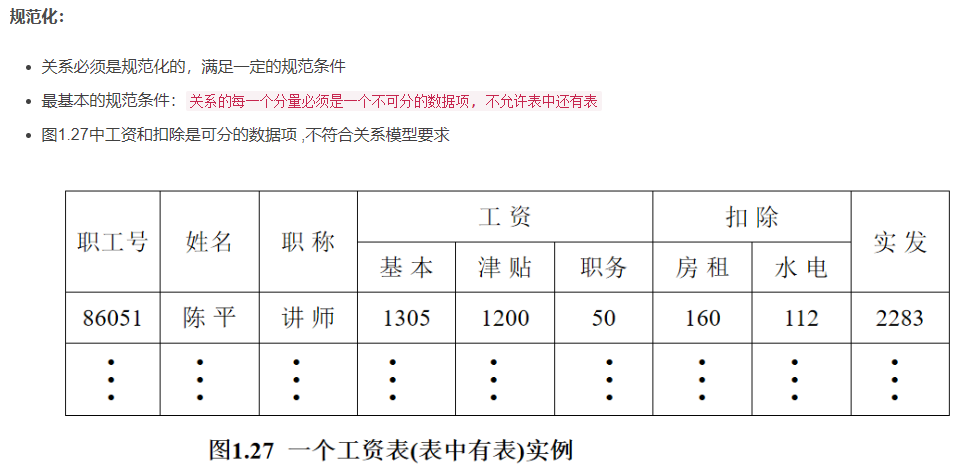 规范化：
关系必须是规范化的，满足一定的规范条件
最基本的规范条件：关系的每一个分量必须是一个不可分的数据项，不允许表中还有表
图1.27中工资和扣除是可分的数据项 ,不符合关系模型要求
职工号 姓名 职 称 工 资 扣 除 实 发
基 本 津 贴 职务 房 租 水 电
86051 陈 平 讲 师 1305 1200 50 160 112 2283
图1.27 一个工资表(表中有表)实例